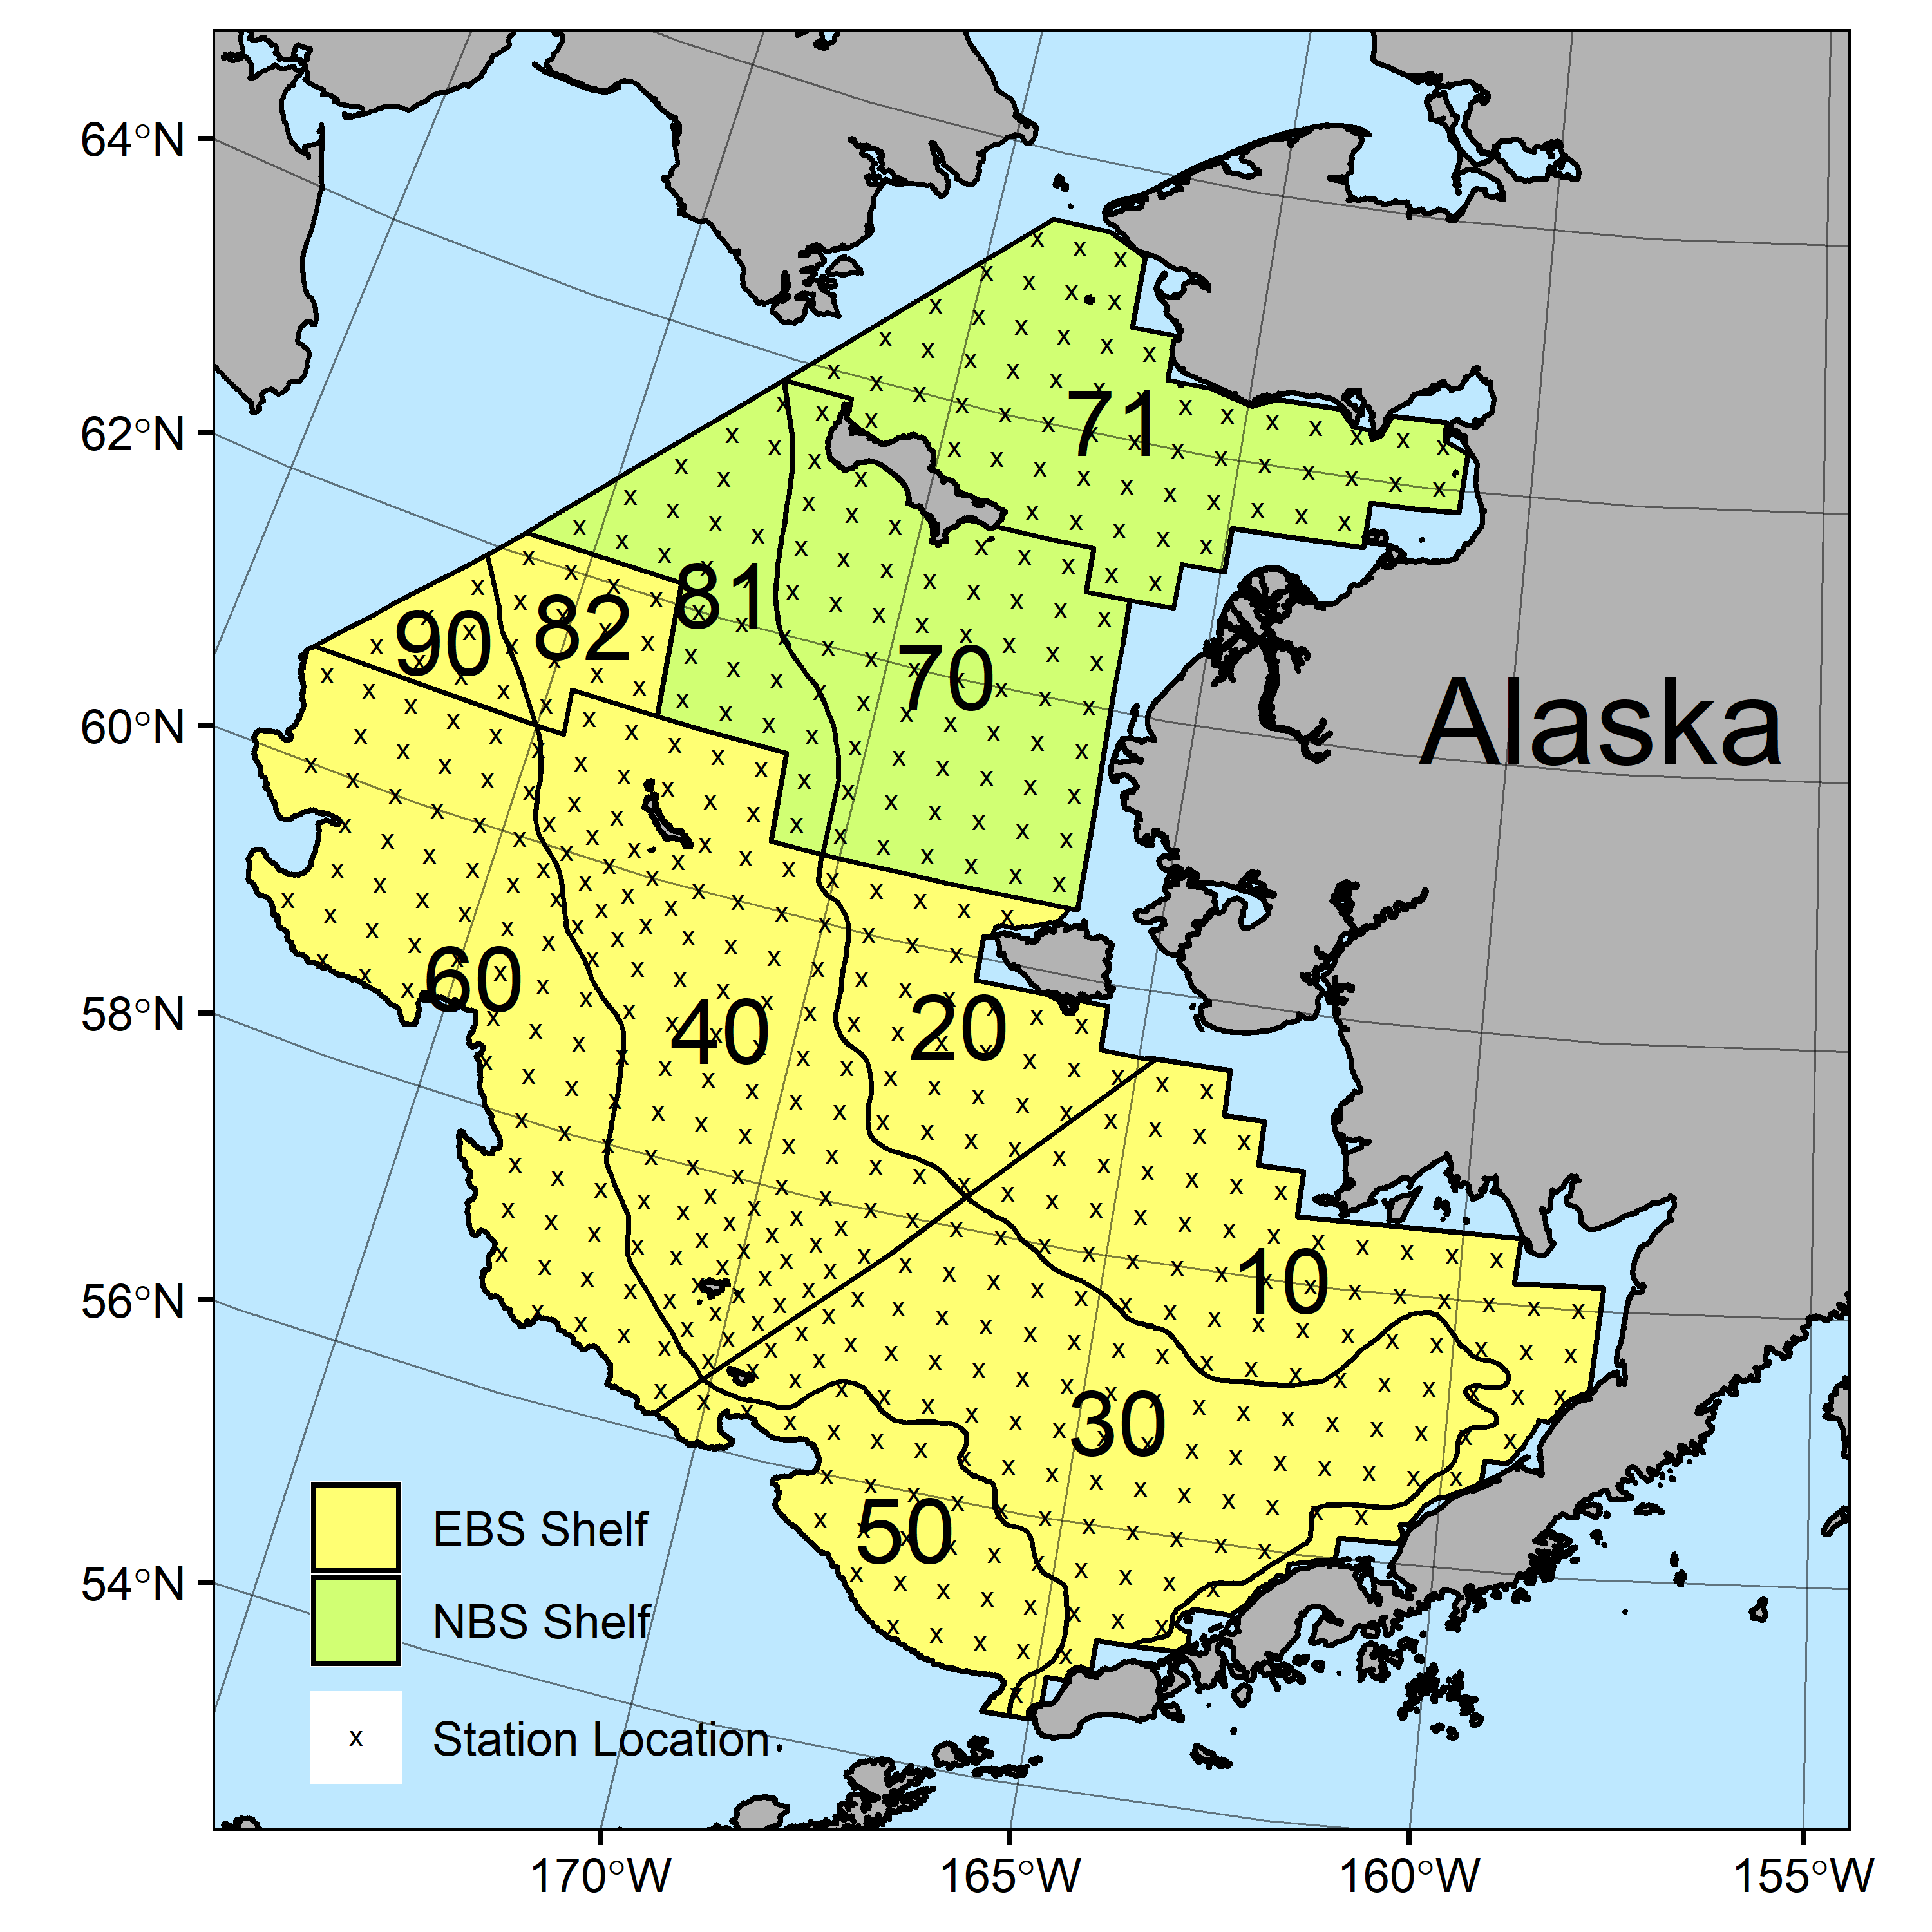 64°N
62°N
60°N
58°N
56°N
54°N
71
81
82
90
70
Alaska
60
40
20
10
30
50
EBS Shelf
NBS Shelf
x Station Location
170°W 165°W 160°W 155°W